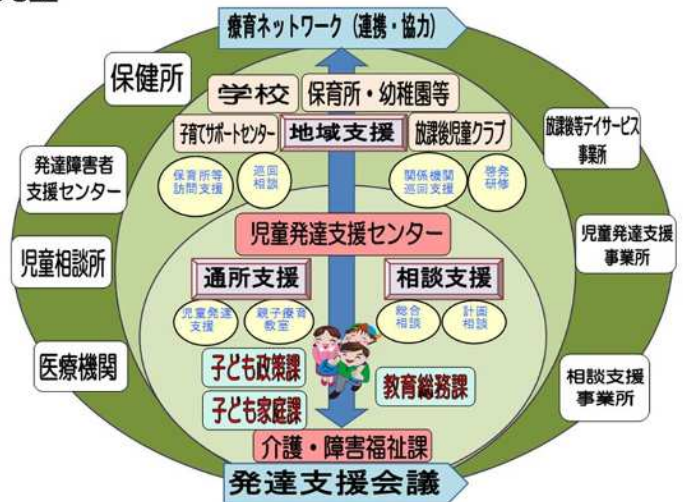 療育ネットワーク（連携・協力）
保健所
学校
保育所・幼稚園等
子育てサポートセンター
地域支援
放課後児童クラブ
放課後等デイサービス
事業所
発達障害者
支援センター
保育所等
訪問支援
巡回
相談
関係機関
巡回支援
啓発
研修
児童発達支援センター
児童相談所
児童発達支援
事業所
通所支援
相談支援
児童発達
支援
親子療育
教室
総合
相談
計画
相談
医療機関
子ども政策課
教育総務課
相談支援
事業所
子ども家庭課
介護・障害福祉課
発達支援会議